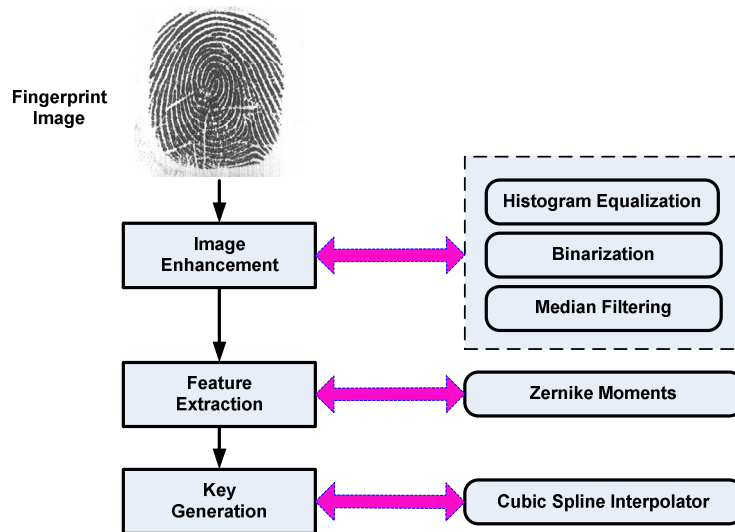 Fingerprint
Image
Image
Enhancement
Histogram Equalization
Binarization
Median Filtering
Feature
Extraction
Zernike Moments
Key
Generation
Cubic Spline Interpolator